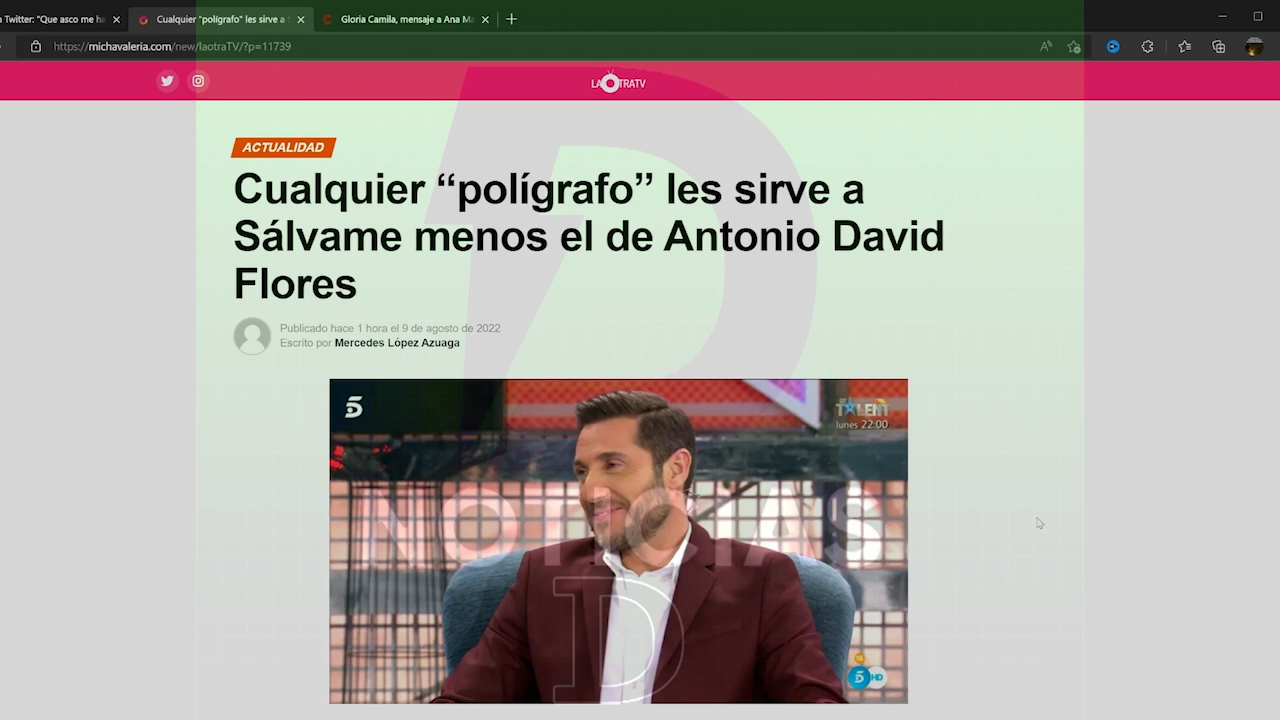 n Twitter: "Que asco me ha
Cualquier "polígrafo" les sirve a S
Gloria Camila, mensaje a Ana Ma
https://michavaleria.com/new/laotraTV/?p=11739
LAOTRATV
ACTUALIDAD
Cualquier “polígrafo” les sirve a
Sálvame menos el de Antonio David
Flores
Publicado hace 1 hora el 9 de agosto de 2022
Escrito por Mercedes López Azuaga
5
TALENT
lunes 22:00
NOTICIAS
D
16
5 HD